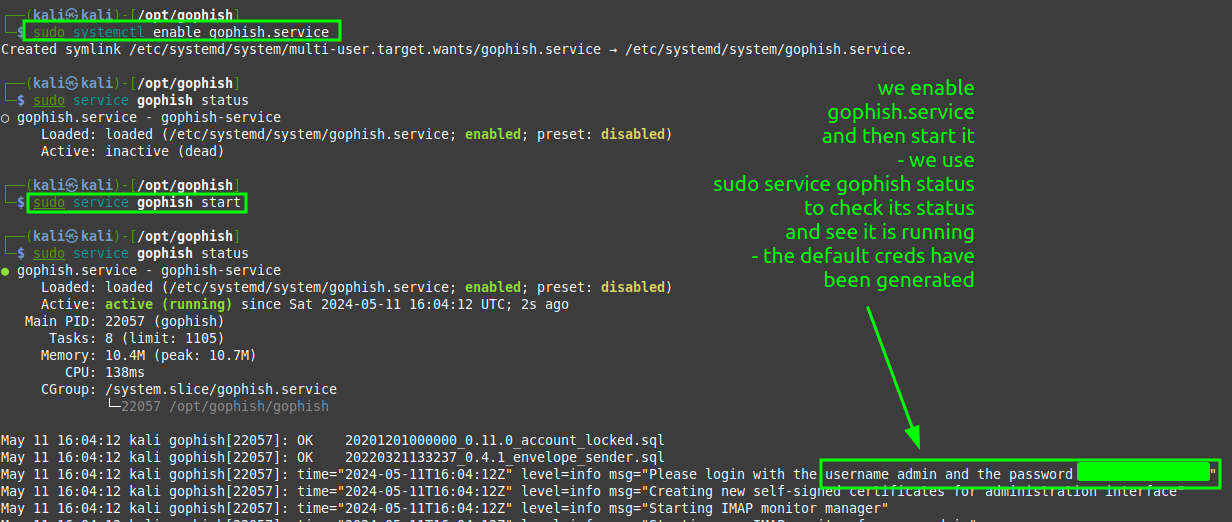 (kali㉿kali)-[/opt/gophish]
$ sudo systemctl enable gophish.service
Created symlink /etc/systemd/system/multi-user.target.wants/gophish.service → /etc/systemd/system/gophish.service.
(kali㉿kali)-[/opt/gophish]
$ sudo service gophish status
○ gophish.service - gophish-service
Loaded: loaded (/etc/systemd/system/gophish.service; enabled; preset: disabled)
Active: inactive (dead)
(kali㉿kali)-[/opt/gophish]
$ sudo service gophish start
(kali㉿kali)-[/opt/gophish]
$ sudo service gophish status
● gophish.service - gophish-service
Loaded: loaded (/etc/systemd/system/gophish.service; enabled; preset: disabled)
Active: active (running) since Sat 2024-05-11 16:04:12 UTC; 2s ago
Main PID: 22057 (gophish)
Tasks: 8 (limit: 1105)
Memory: 10.4M (peak: 10.7M)
CPU: 138ms
CGroup: /system.slice/gophish.service
└─22057 /opt/gophish/gophish
we enable
gophish.service
and then start it
- we use
sudo service gophish status
to check its status
and see it is running
- the default creds have
been generated
May 11 16:04:12 kali gophish[22057]: OK    20201201000000_0.11.0_account_locked.sql
May 11 16:04:12 kali gophish[22057]: OK    20220321133237_0.4.1_envelope_sender.sql
May 11 16:04:12 kali gophish[22057]: time="2024-05-11T16:04:12Z" level=info msg="Please login with the username admin and the password "
May 11 16:04:12 kali gophish[22057]: time="2024-05-11T16:04:12Z" level=info msg="Creating new self-signed certificates for administration interface"
May 11 16:04:12 kali gophish[22057]: time="2024-05-11T16:04:12Z" level=info msg="Starting IMAP monitor manager"